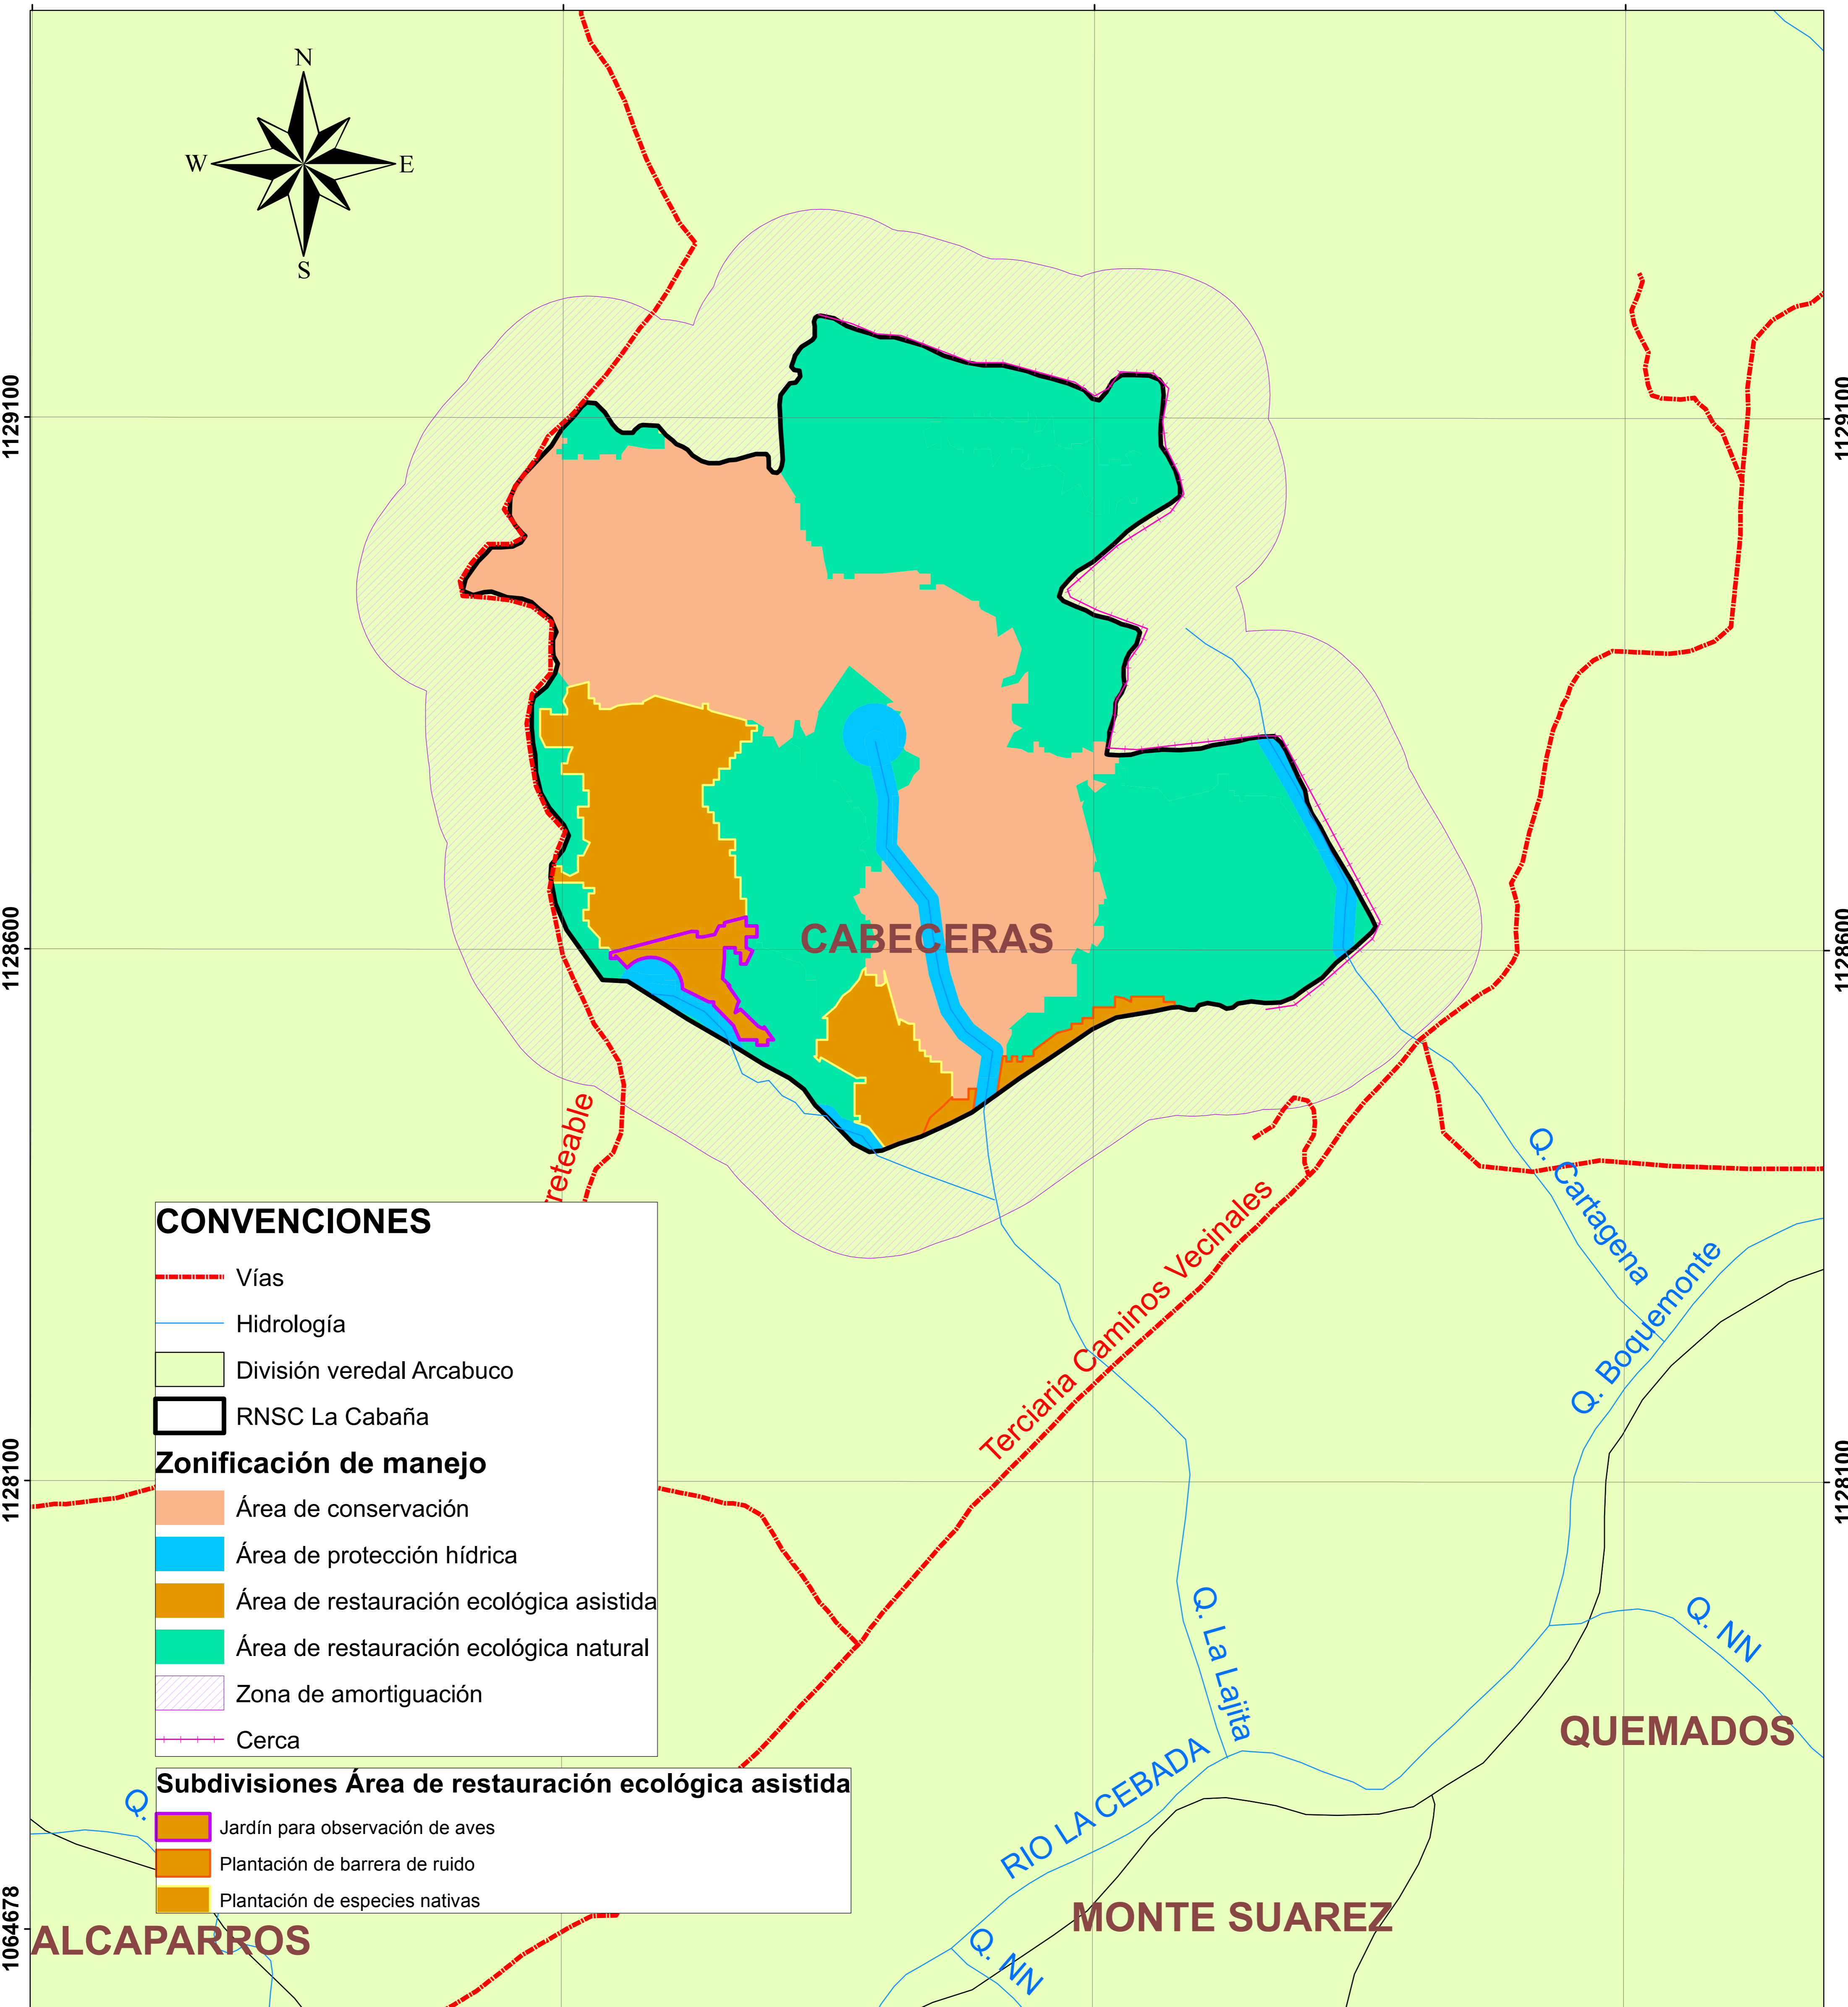 N
W
E
S
1129100
1129100
1128600
1128600
1128100
1128100
1064678
CABECERAS
rreteable
Terciaria Caminos Vecinales
Q. Cartagena
Q. Boquemonte
Q. La Lajita
Q. NN
QUEMADOS
RIO LA CEBADA
MONTE SUAREZ
Q. NN
Q.
ALCAPARROS
CONVENCIONES
Vías
Hidrología
División veredal Arcabuco
RNSC La Cabaña
Zonificación de manejo
Área de conservación
Área de protección hídrica
Área de restauración ecológica asistida
Área de restauración ecológica natural
Zona de amortiguación
Cerca
Subdivisiones Área de restauración ecológica asistida
Jardín para observación de aves
Plantación de barrera de ruido
Plantación de especies nativas